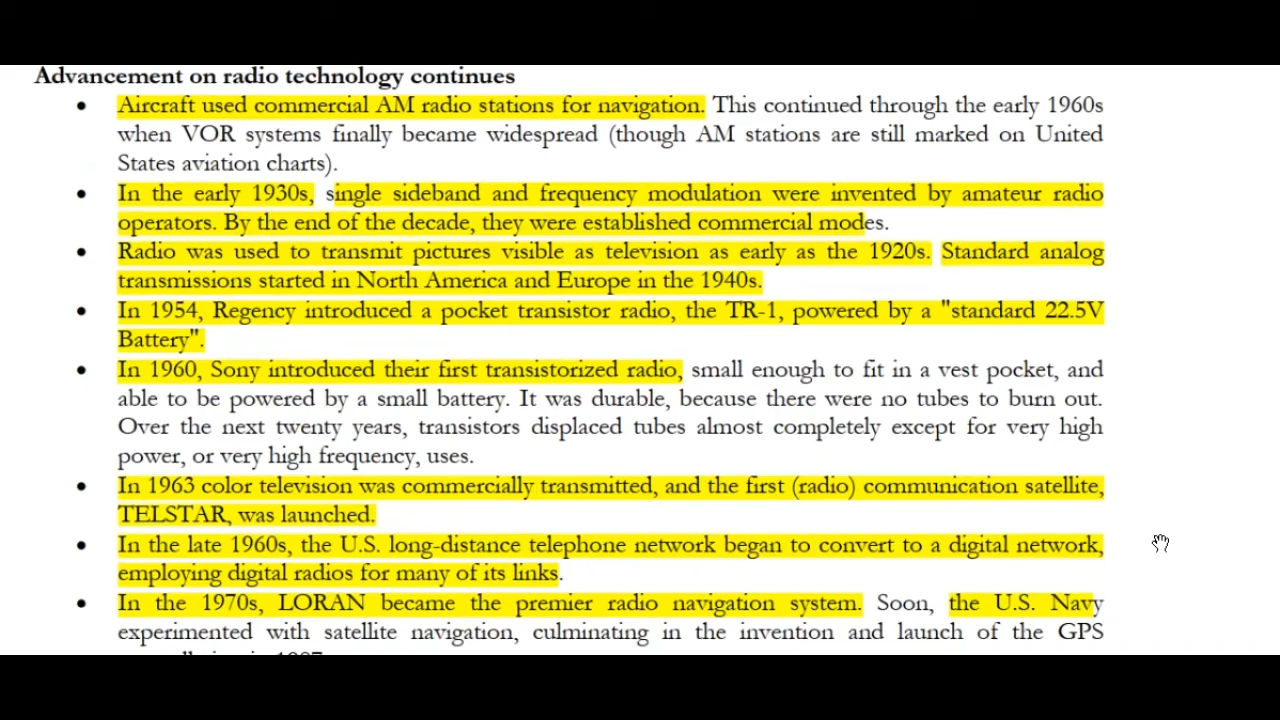 Advancement on radio technology continues
• Aircraft used commercial AM radio stations for navigation. This continued through the early 1960s
when VOR systems finally became widespread (though AM stations are still marked on United
States aviation charts).
• In the early 1930s, single sideband and frequency modulation were invented by amateur radio
operators. By the end of the decade, they were established commercial modes.
• Radio was used to transmit pictures visible as television as early as the 1920s. Standard analog
transmissions started in North America and Europe in the 1940s.
• In 1954, Regency introduced a pocket transistor radio, the TR-1, powered by a "standard 22.5V
Battery".
• In 1960, Sony introduced their first transistorized radio, small enough to fit in a vest pocket, and
able to be powered by a small battery. It was durable, because there were no tubes to burn out.
Over the next twenty years, transistors displaced tubes almost completely except for very high
power, or very high frequency, uses.
• In 1963 color television was commercially transmitted, and the first (radio) communication satellite,
TELSTAR, was launched.
• In the late 1960s, the U.S. long-distance telephone network began to convert to a digital network,
employing digital radios for many of its links.
• In the 1970s, LORAN became the premier radio navigation system. Soon, the U.S. Navy
experimented with satellite navigation, culminating in the invention and launch of the GPS